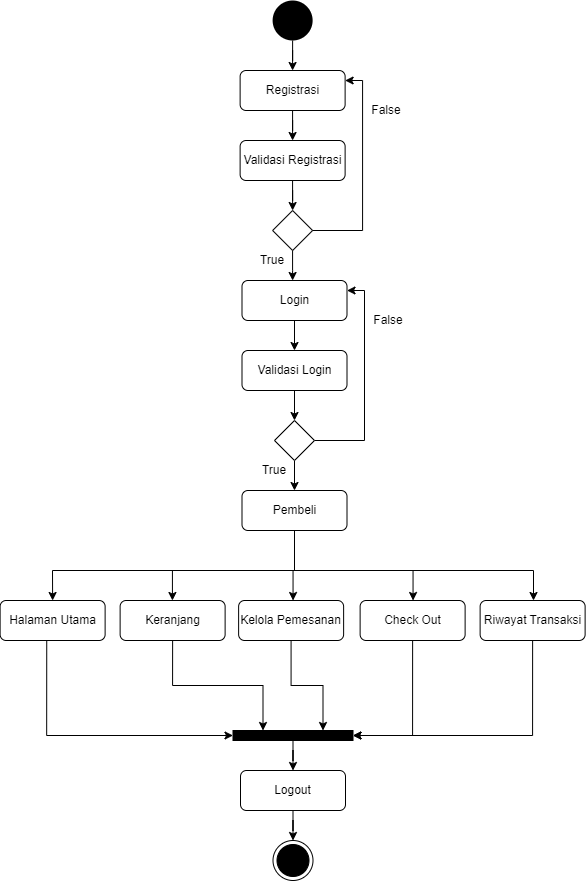 Registrasi
False
Validasi Registrasi
True
Login
False
Validasi Login
True
Pembeli
Halaman Utama
Keranjang
Kelola Pemesanan
Check Out
Riwayat Transaksi
Logout